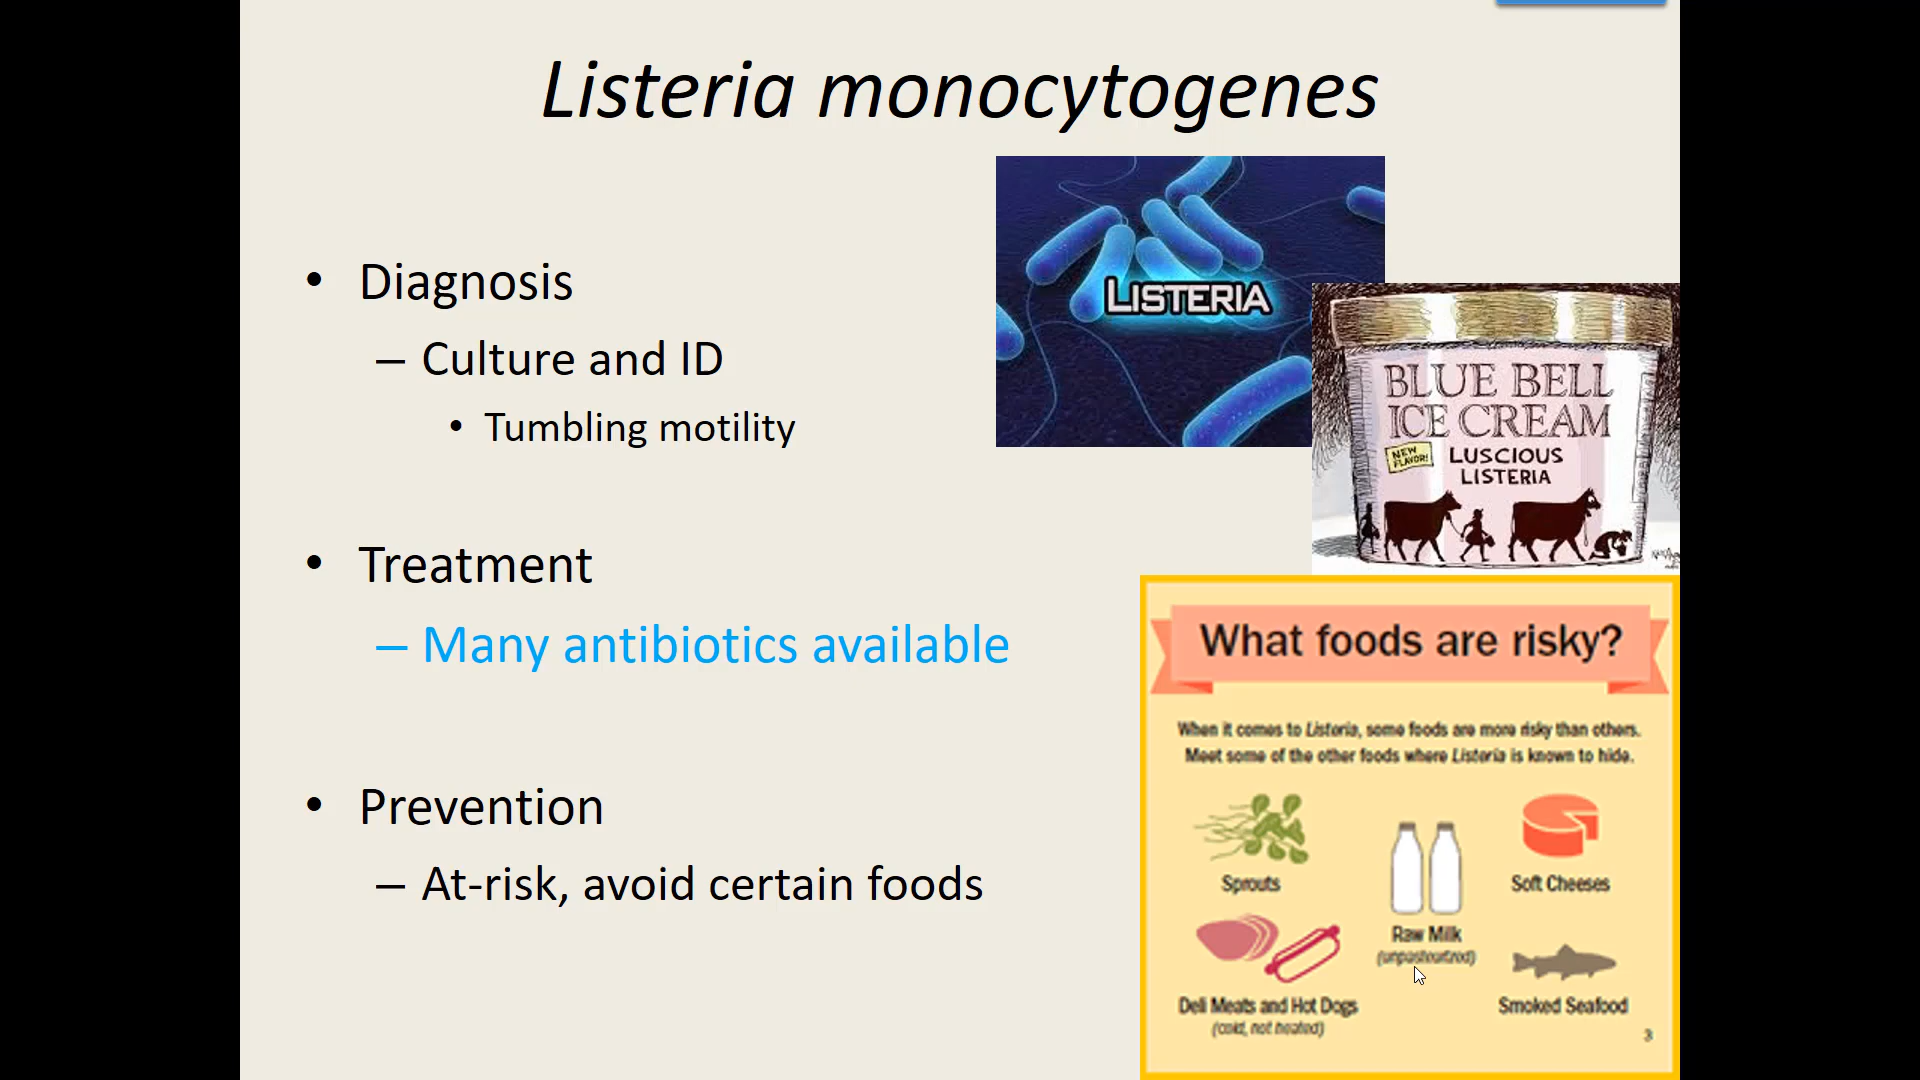 Listeria monocytogenes
• Diagnosis
– Culture and ID
• Tumbling motility
• Treatment
– Many antibiotics available
• Prevention
– At-risk, avoid certain foods
LISTERIA
BLUE BELL
ICE CREAM
NEW
FLAVOR!
LUSCIOUS
LISTERIA
What foods are risky?
When it comes to Listeria, some foods are more risky than others.
Meet some of the other foods where Listeria is known to hide.
Sprouts
Raw Milk
(unpasteurized)
Soft Cheeses
Deli Meats and Hot Dogs
(cold, not heated)
Smoked Seafood
3